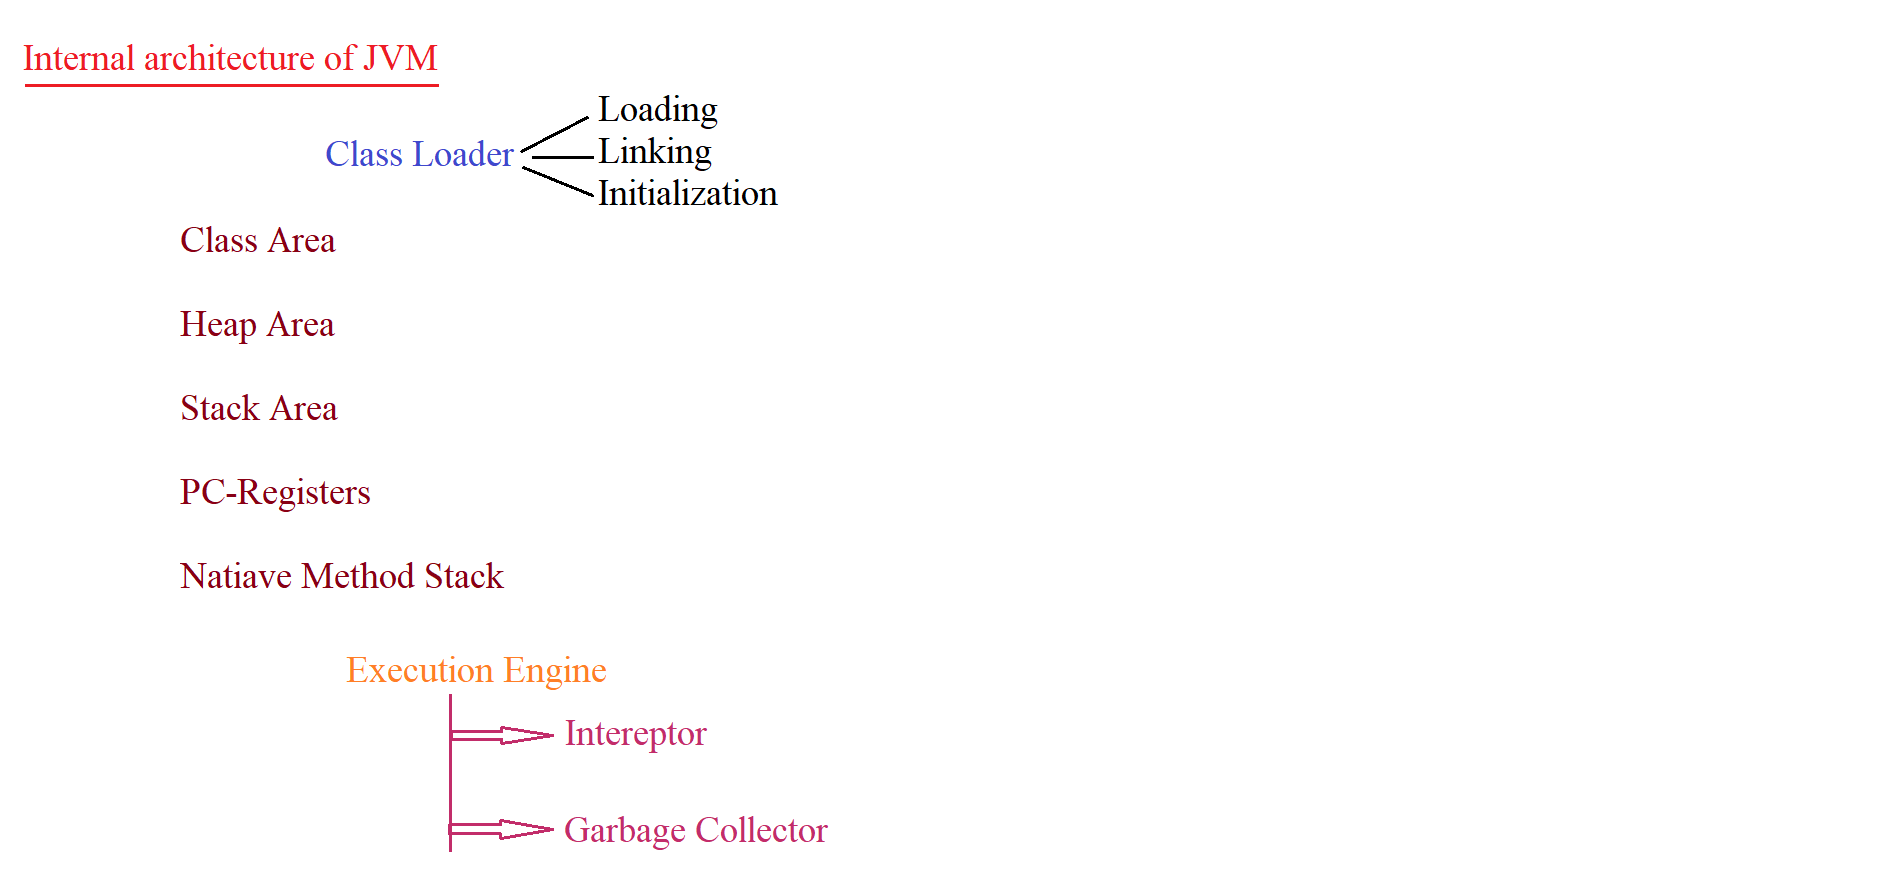 Internal architecture of JVM
Loading
Class Loader
Linking
Initialization
Class Area
Heap Area
Stack Area
PC-Registers
Natiave Method Stack
Execution Engine
Intereptor
Garbage Collector